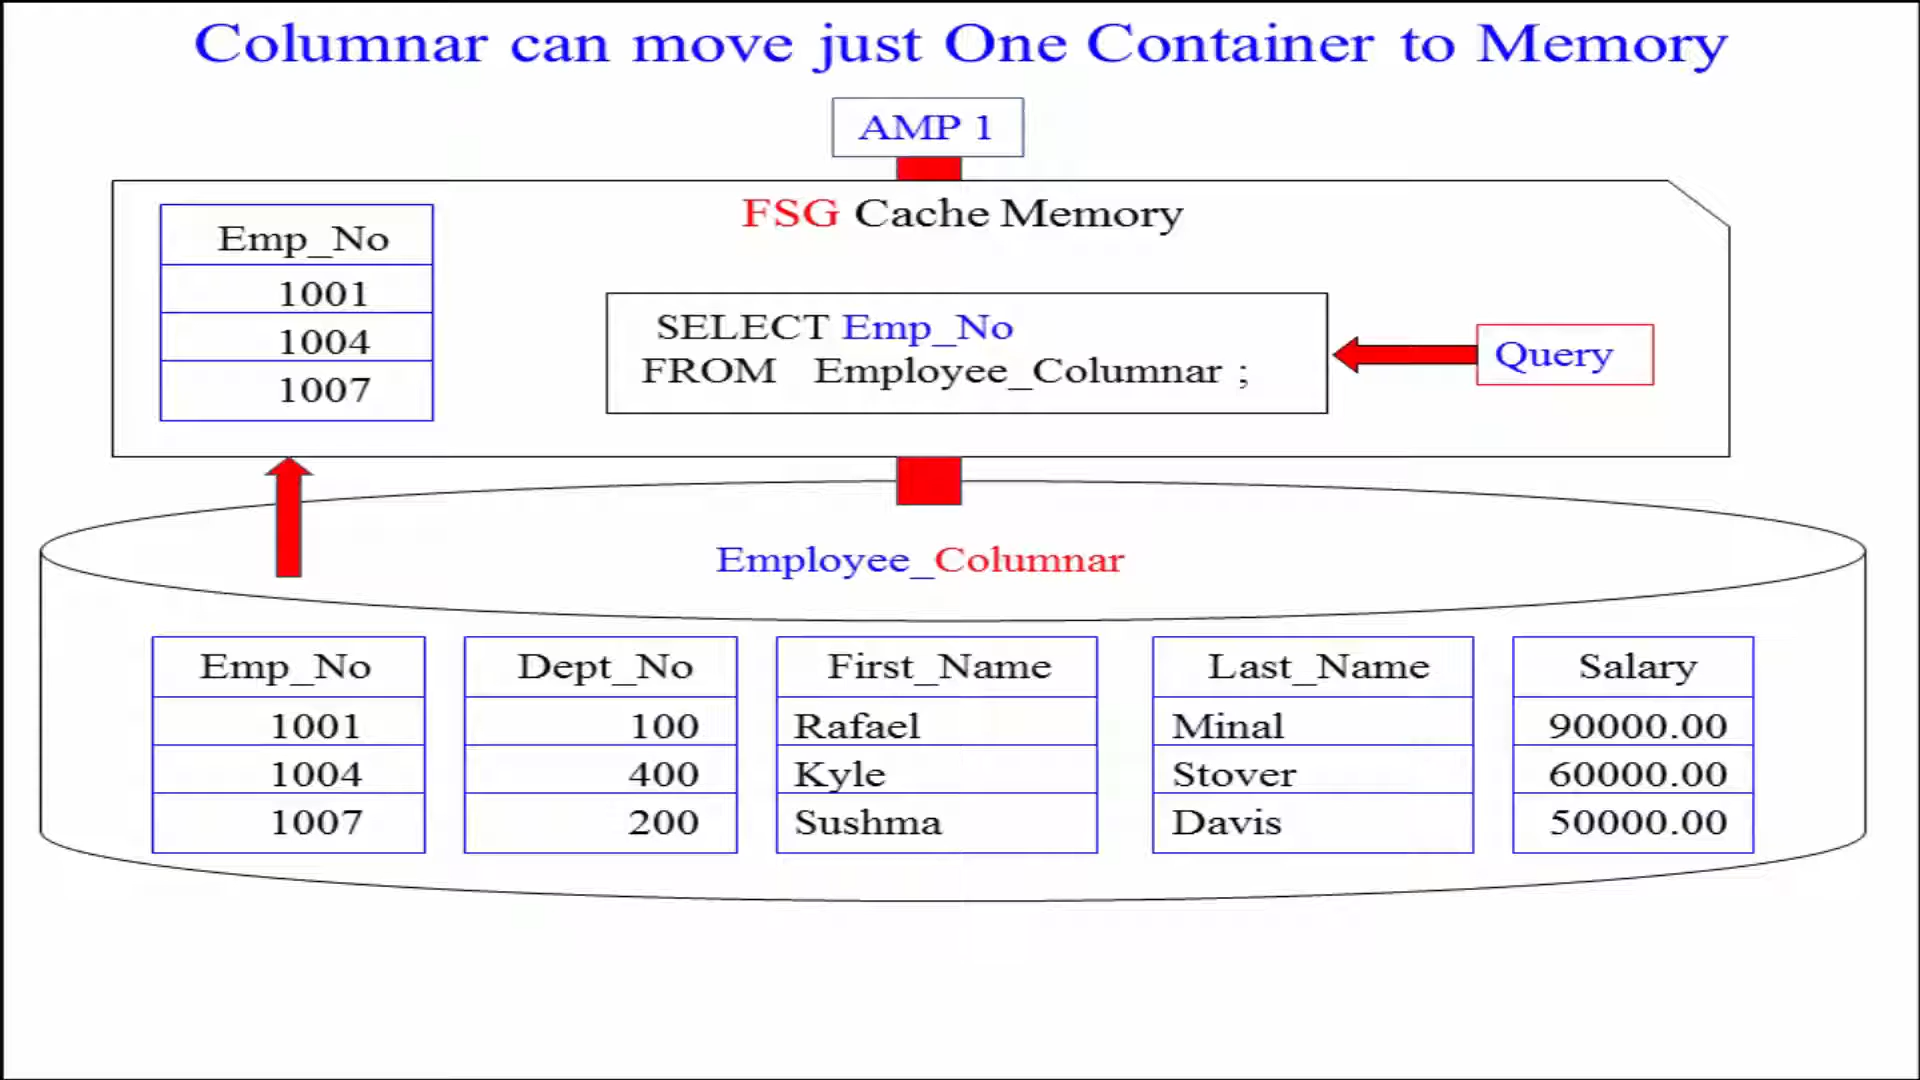 Columnar can move just One Container to Memory
AMP 1
FSG Cache Memory
Emp_No
1001
1004
1007
SELECT Emp_No
FROM Employee_Columnar ;
Query
Employee_Columnar
Emp_No Dept_No First_Name Last_Name Salary
1001 100 Rafael Minal 90000.00
1004 400 Kyle Stover 60000.00
1007 200 Sushma Davis 50000.00